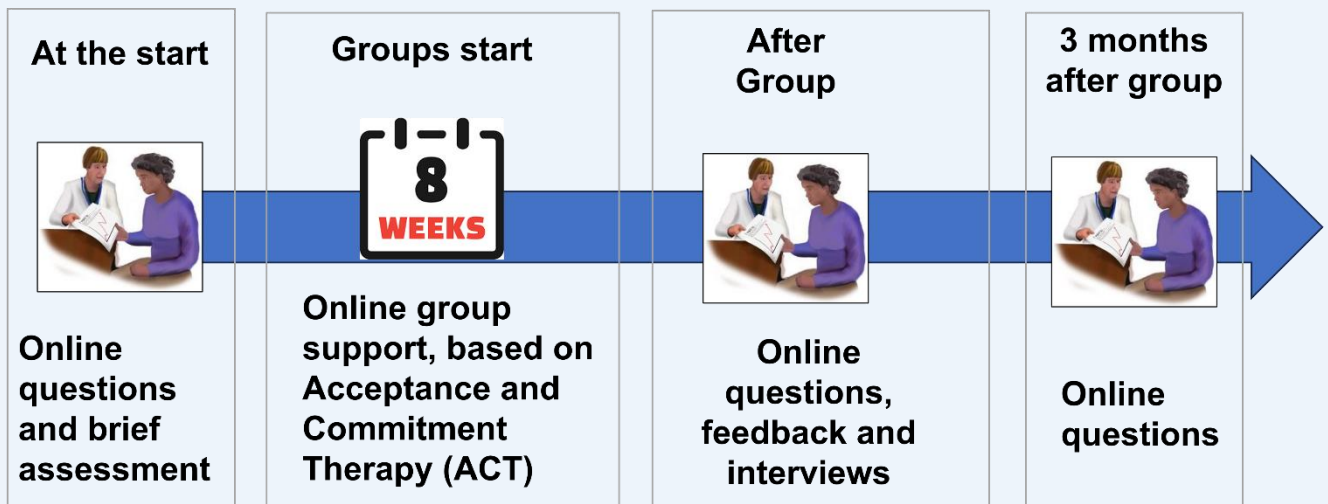 At the start
Online
questions
and brief
assessment
Groups start
8
WEEKS
Online group
support, based on
Acceptance and
Commitment
Therapy (ACT)
After
Group
Online
questions,
feedback and
interviews
3 months
after group
Online
questions